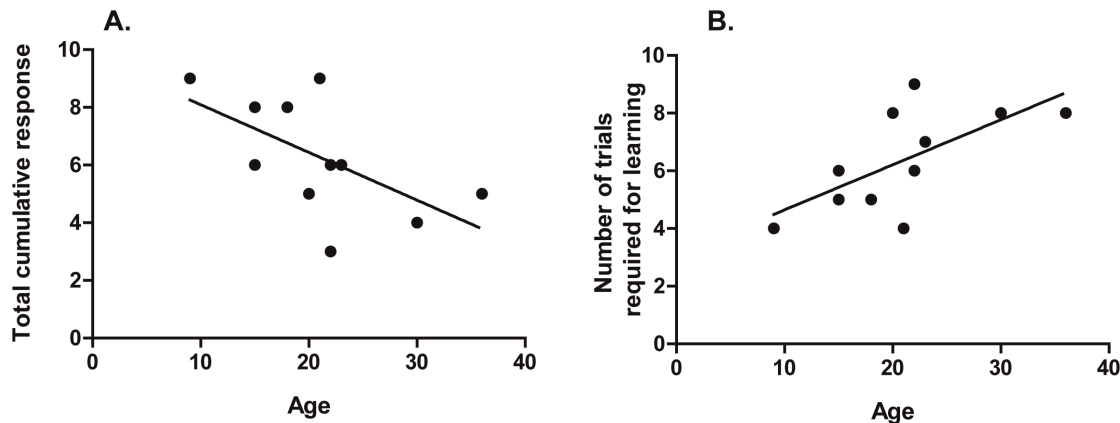 A.
Total cumulative response
10
8
6
4
2
0
0 10 20 30 40
Age
B.
Number of trials
required for learning
10
8
6
4
2
0
0 10 20 30 40
Age